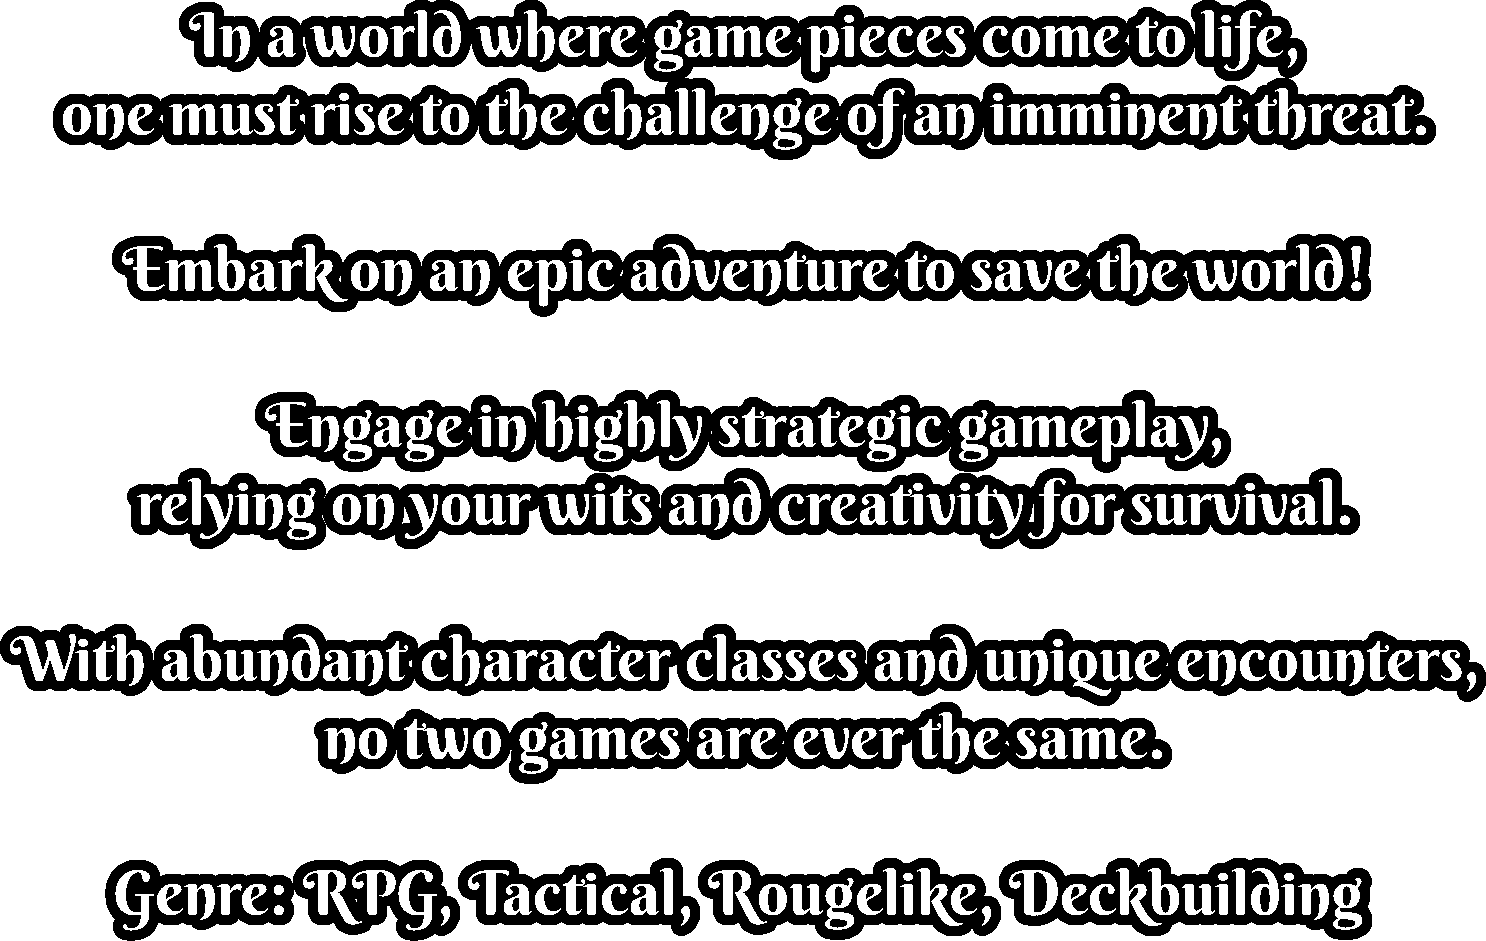 In a world where game pieces come to life,
one must rise to the challenge of an imminent threat.
Embark on an epic adventure to save the world!
Engage in highly strategic gameplay,
relying on your wits and creativity for survival.
With abundant character classes and unique encounters,
no two games are ever the same.
Genre: RPG, Tactical, Rougelike, Deckbuilding